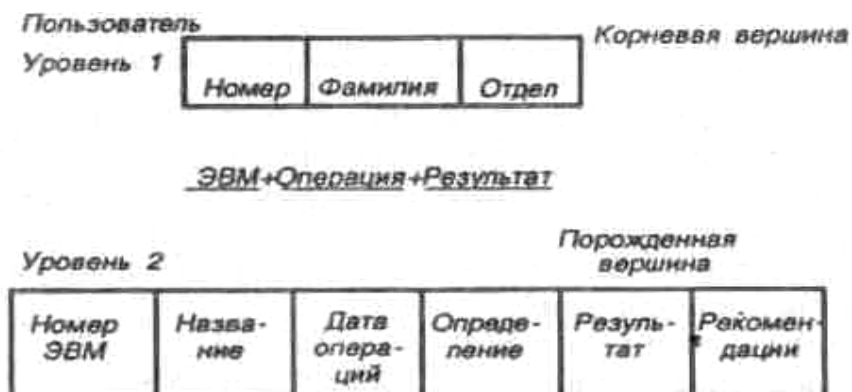 Пользователь
Корневая вершина
Уровень 1
Номер Фамилия Отдел
ЭВМ+Операция+Результат
Порожденная
вершина
Уровень 2
Номер ЭВМ
Назва-
ние
Дата
опера-
ций
Опреде-
ление
Резуль-
тат
Рекомен-
дации